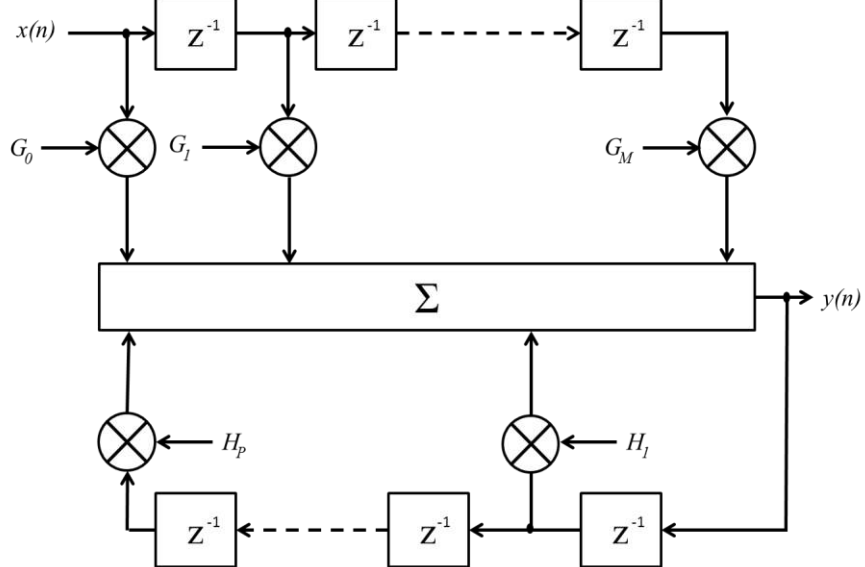 x(n) Z⁻¹ Z⁻¹ Z⁻¹
G₀ G₁ G_M
Σ y(n)
H_P H₁
Z⁻¹ Z⁻¹ Z⁻¹